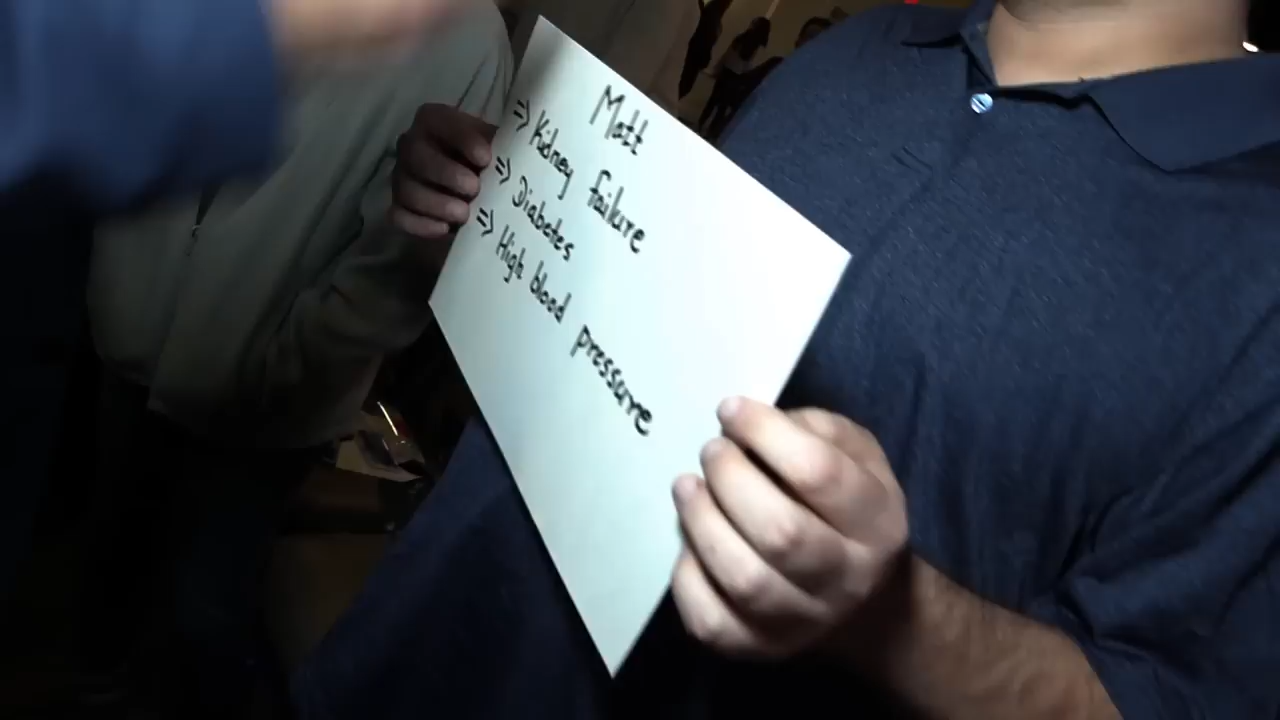 Matt
=> Kidney failure
=> Diabetes
=> High blood pressure